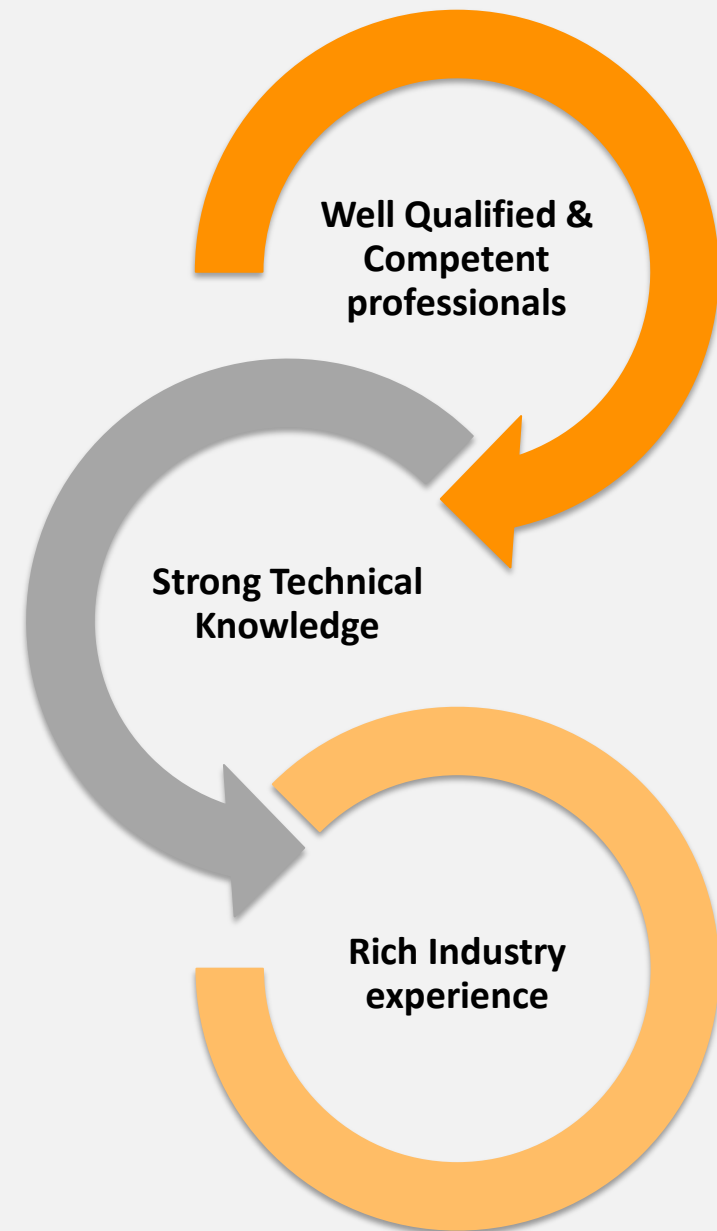 Well Qualified &
Competent
professionals
Strong Technical
Knowledge
Rich Industry
experience